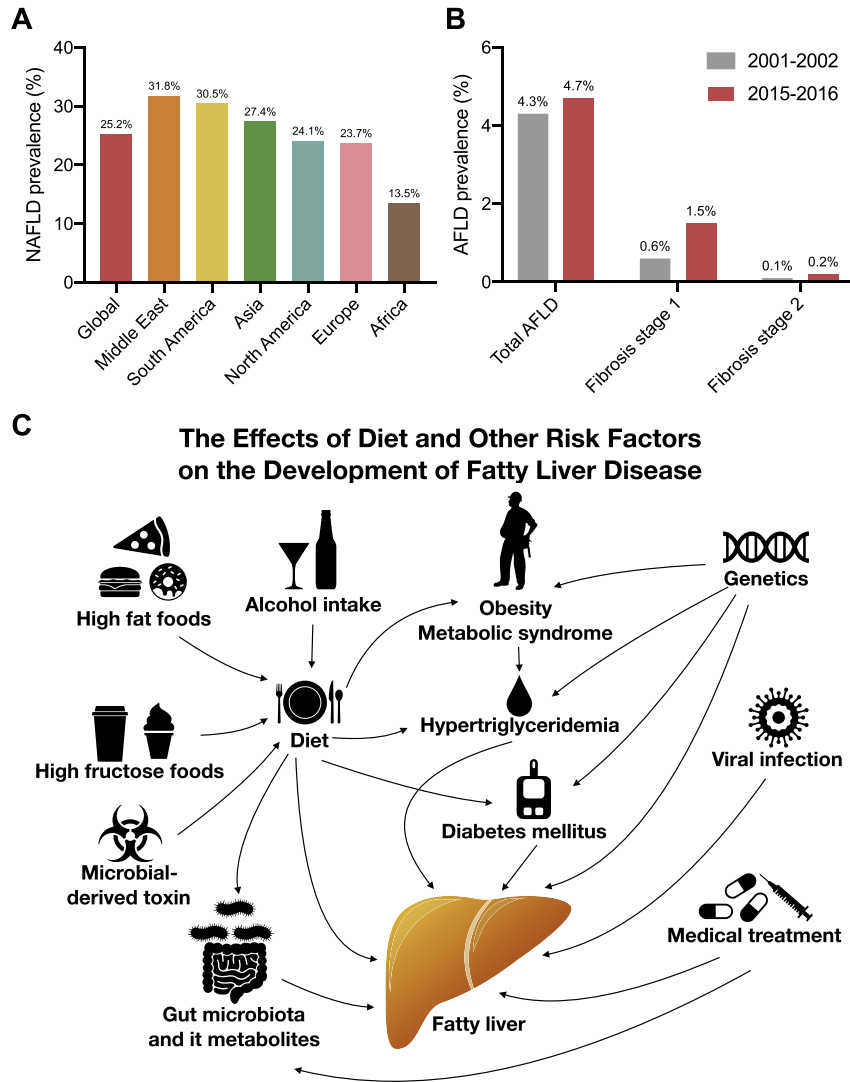 A
NAFLD prevalence (%)
40
30
20
10
0
25.2%
31.8%
30.5%
27.4%
24.1%
23.7%
13.5%
Global
Middle East
South America
Asia
North America
Europe
Africa
B
AFLD prevalence (%)
6
4
2
0
2001-2002
2015-2016
4.3%
4.7%
0.6%
1.5%
0.1%
0.2%
Total AFLD
Fibrosis stage 1
Fibrosis stage 2
C
The Effects of Diet and Other Risk Factors
on the Development of Fatty Liver Disease
High fat foods
Alcohol intake
Obesity
Metabolic syndrome
Genetics
High fructose foods
Diet
Hypertriglyceridemia
Viral infection
Microbial-
derived toxin
Diabetes mellitus
Medical treatment
Gut microbiota
and it metabolites
Fatty liver